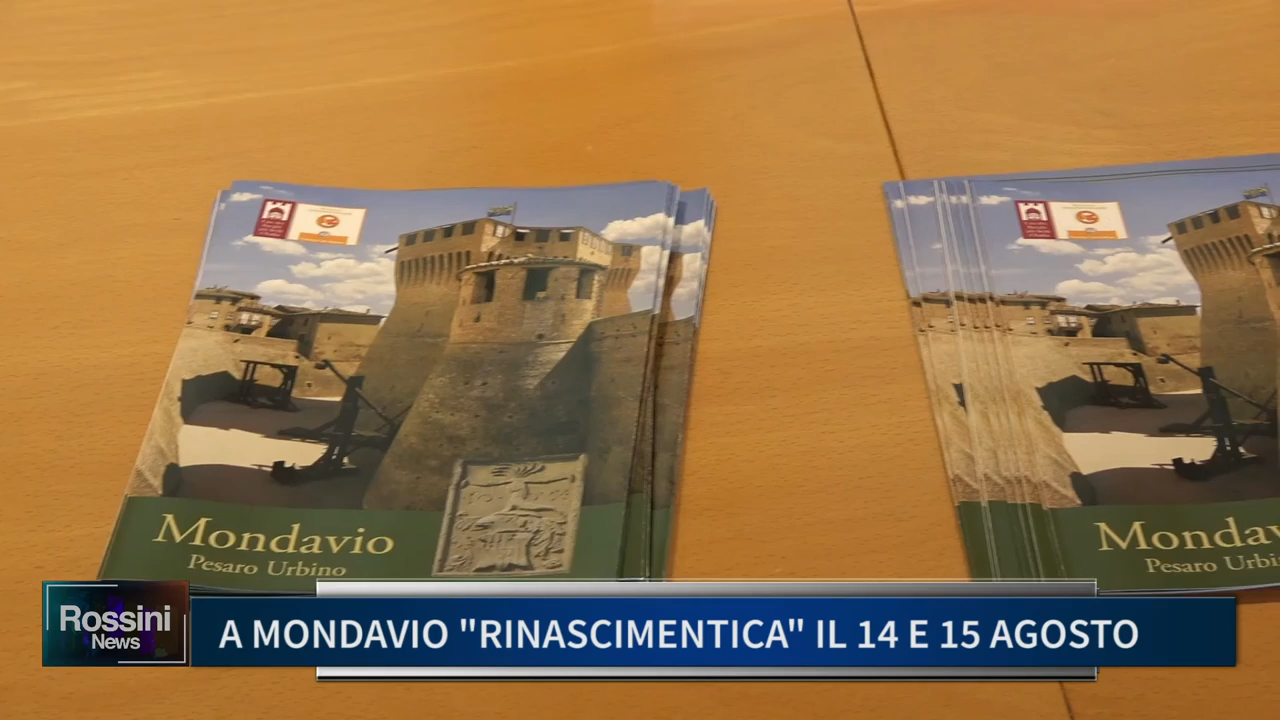 Mondavio
Pesaro Urbino
Mondav
Pesaro Urbi
Rossini
News
A MONDAVIO "RINASCIMENTICA" IL 14 E 15 AGOSTO